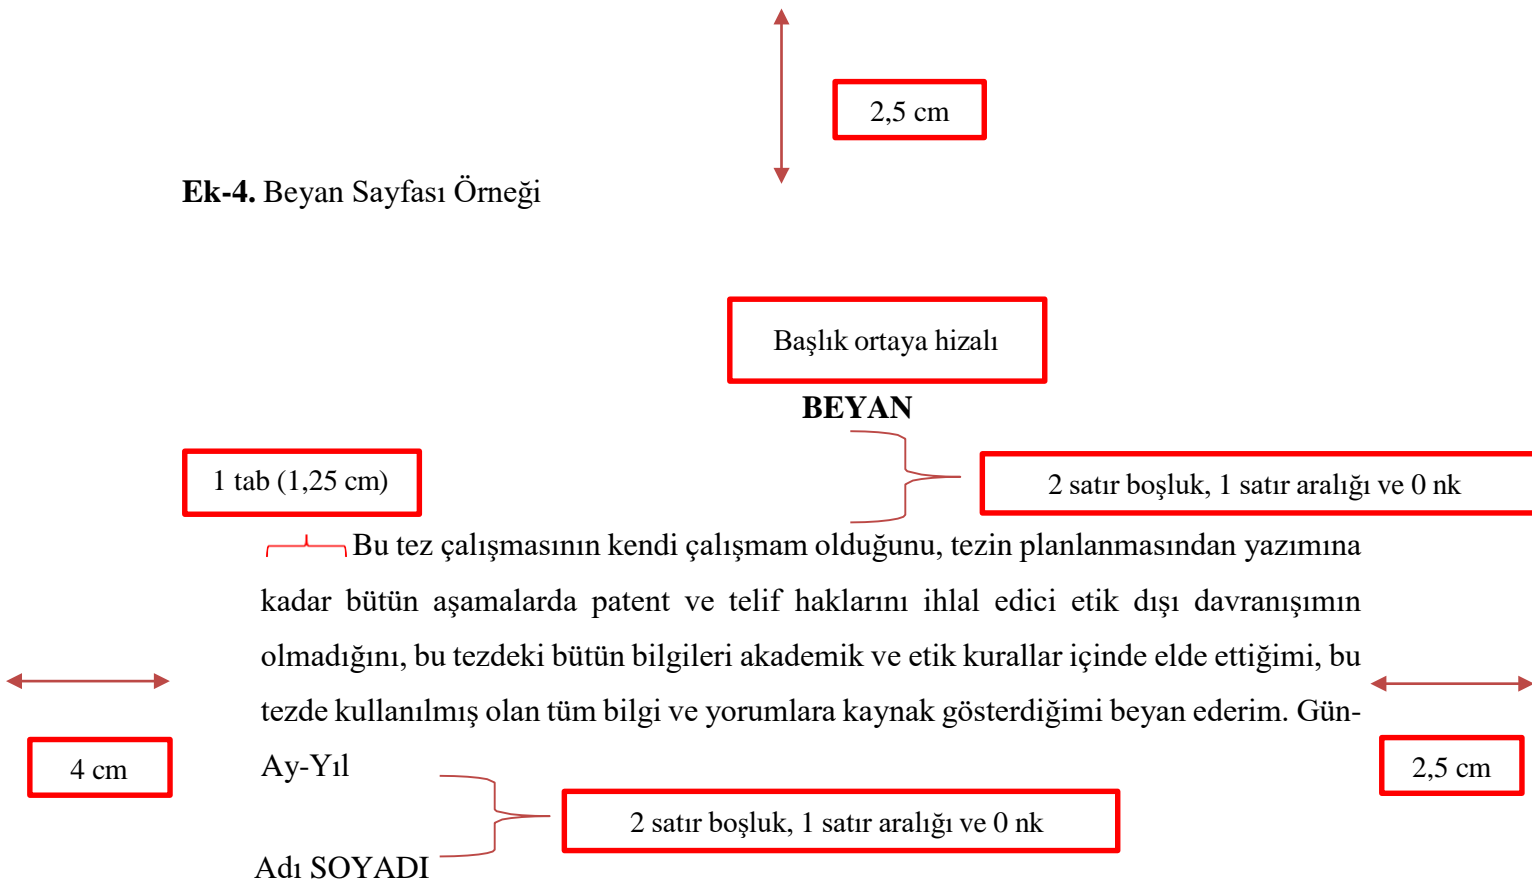 2,5 cm
Ek-4. Beyan Sayfası Örneği
Başlık ortaya hizalı
BEYAN
1 tab (1,25 cm)
2 satır boşluk, 1 satır aralığı ve 0 nk
Bu tez çalışmasının kendi çalışmam olduğunu, tezin planlanmasından yazımına
kadar bütün aşamalarda patent ve telif haklarını ihlal edici etik dışı davranışımın
olmadığını, bu tezdeki bütün bilgileri akademik ve etik kurallar içinde elde ettiğimi, bu
tezde kullanılmış olan tüm bilgi ve yorumlara kaynak gösterdiğimi beyan ederim. Gün-
Ay-Yıl
4 cm
2,5 cm
2 satır boşluk, 1 satır aralığı ve 0 nk
Adı SOYADI